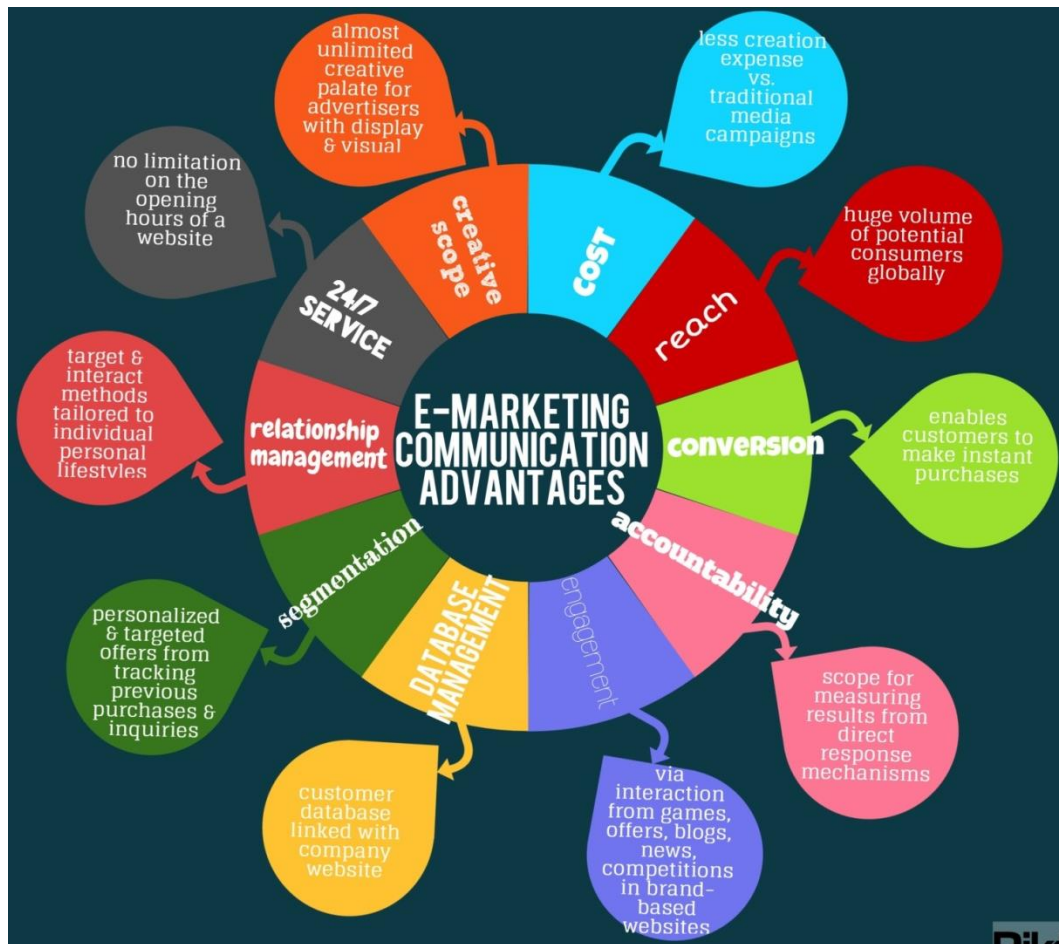 E-MARKETING
COMMUNICATION
ADVANTAGES
COST
less creation
expense
vs.
traditional
media
campaigns
reach
huge volume
of potential
consumers
globally
conversion
enables
customers to
make instant
purchases
accountability
scope for
measuring
results from
direct
response
mechanisms
engagement
via
interaction
from games,
offers, blogs,
news,
competitions
in brand-
based
websites
DATABASE
MANAGEMENT
customer
database
linked with
company
website
segmentation
personalized
& targeted
offers from
tracking
previous
purchases &
inquiries
relationship
management
target &
interact
methods
tailored to
individual
personal
lifestyles
24/7
SERVICE
no limitation
on the
opening
hours of a
website
creative
scope
almost
unlimited
creative
palate for
advertisers
with display
& visual